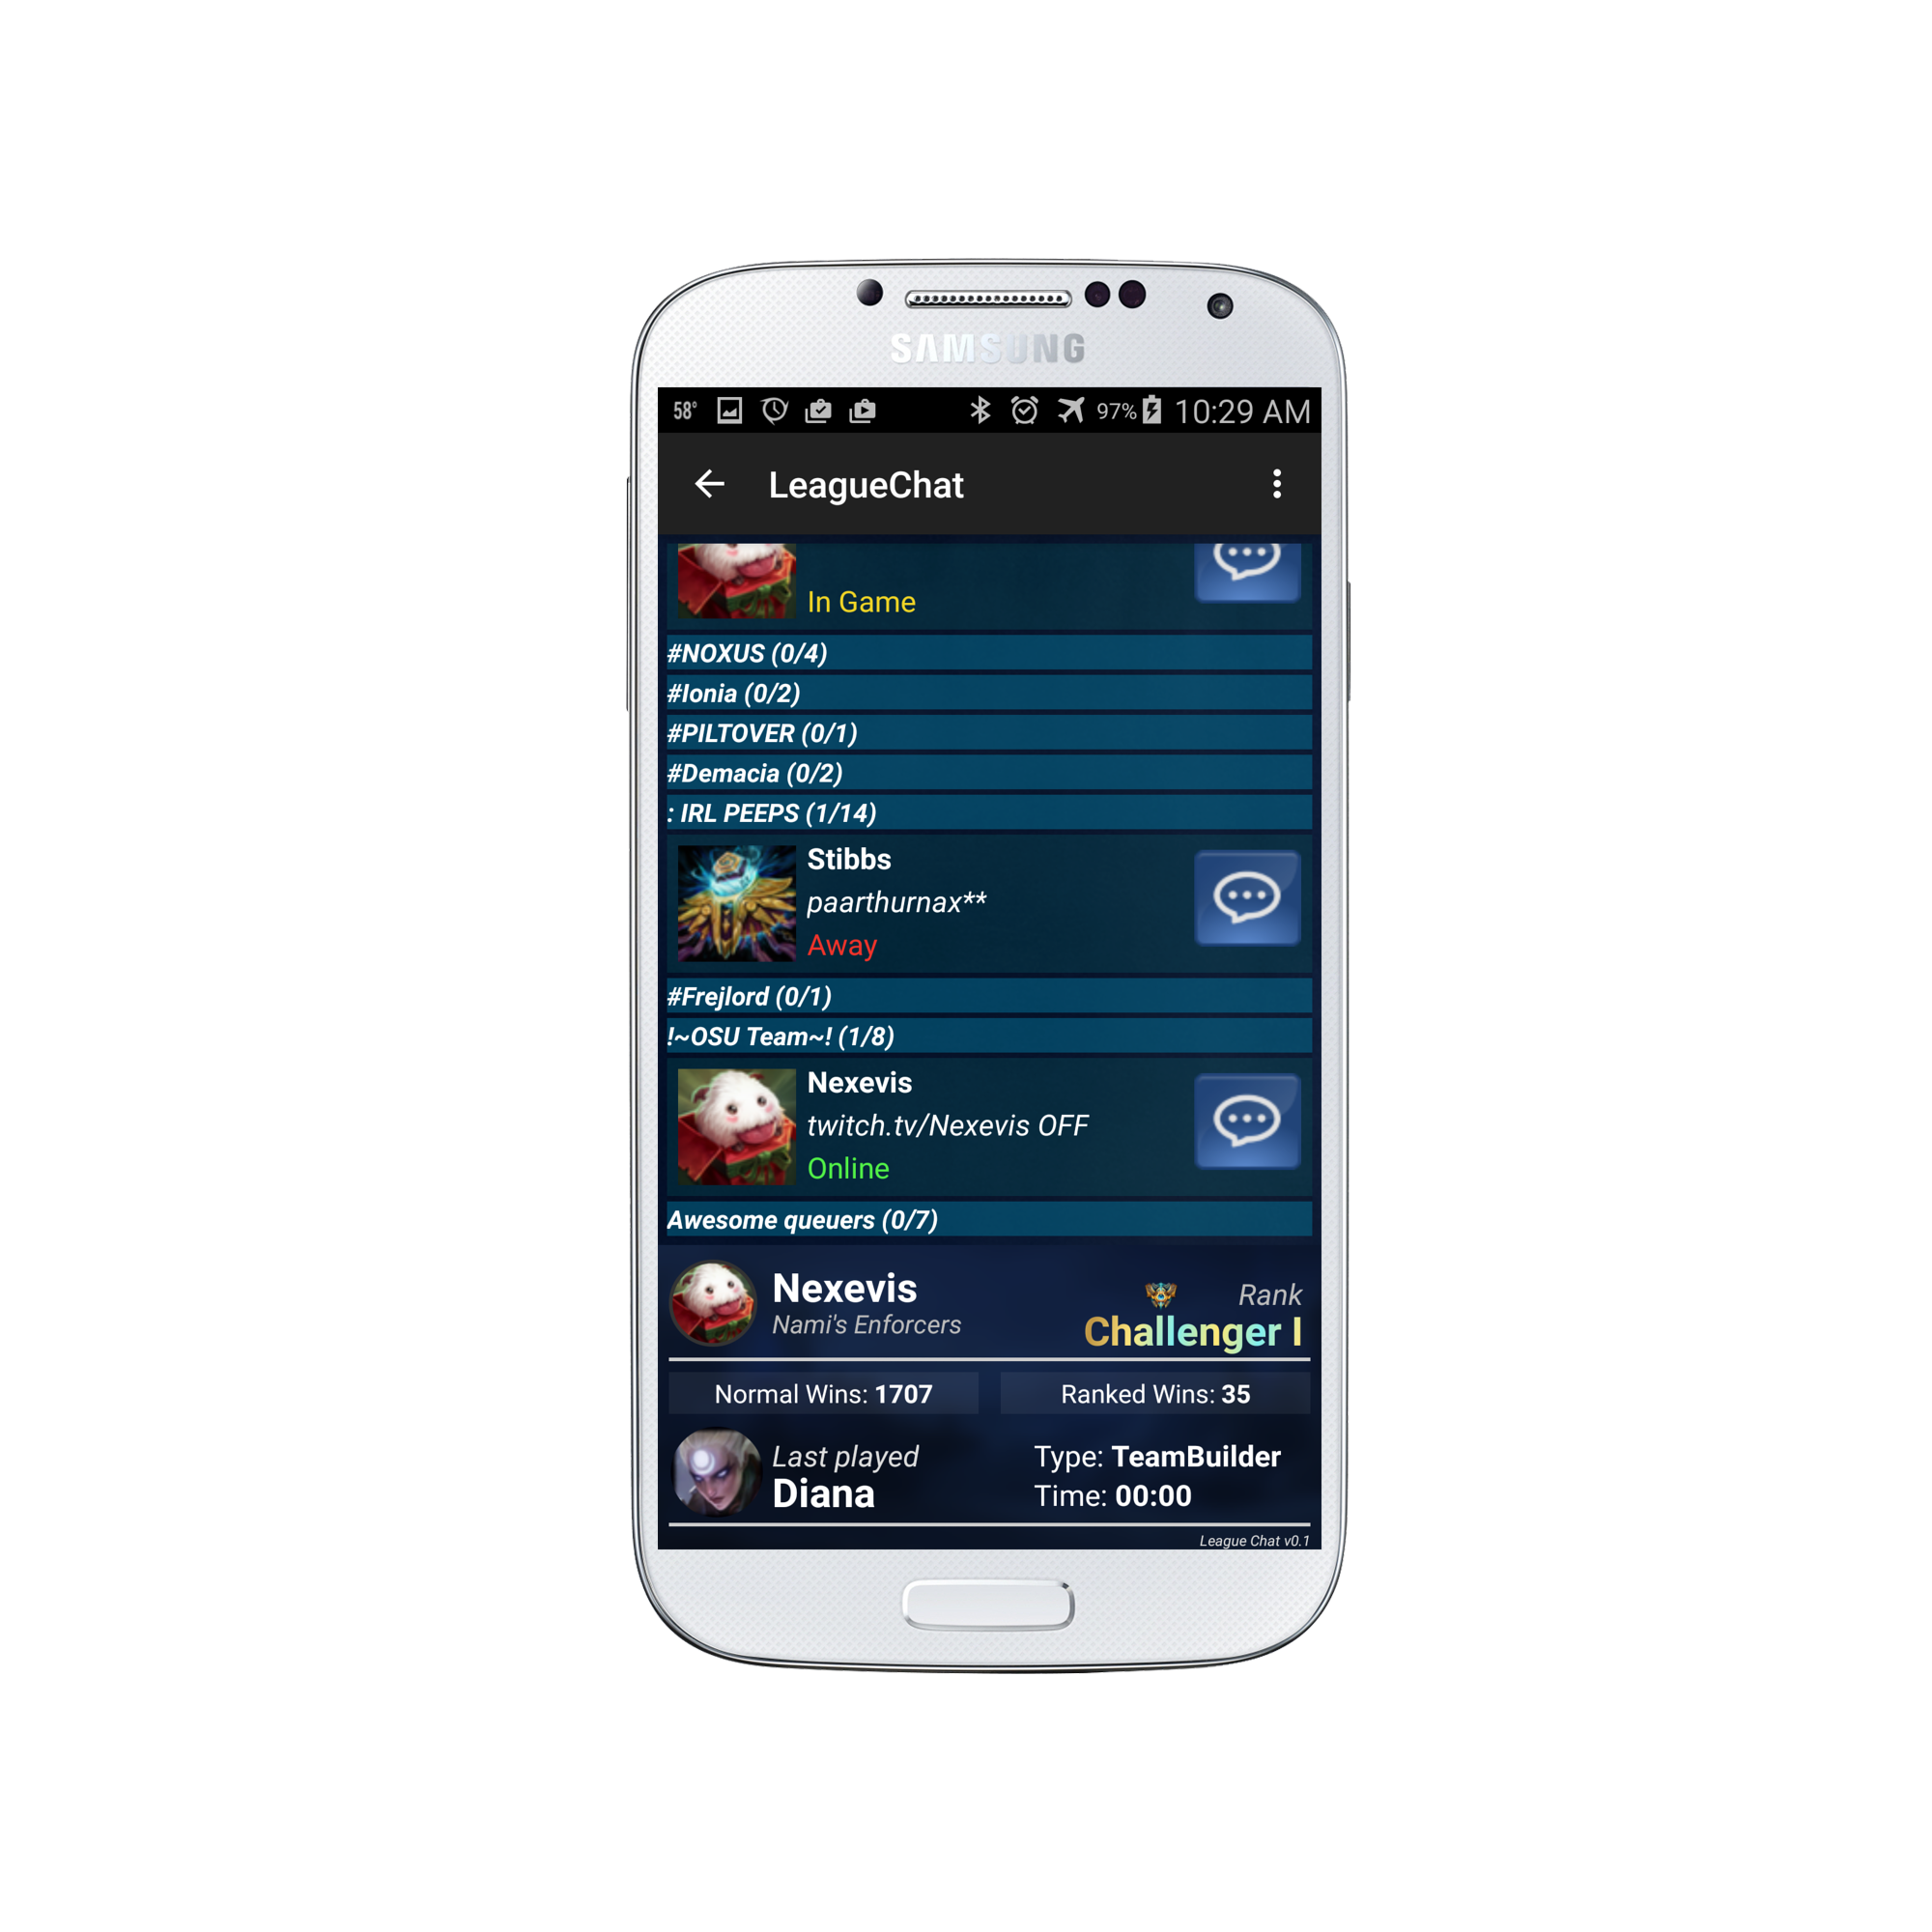 SAMSUNG
58° 97% 10:29 AM
LeagueChat
In Game
#NOXUS (0/4)
#Ionia (0/2)
#PILTOVER (0/1)
#Demacia (0/2)
: IRL PEEPS (1/14)
Stibbs
paarthurnax**
Away
#Frejlord (0/1)
!~OSU Team~! (1/8)
Nexevis
twitch.tv/Nexevis OFF
Online
Awesome queuers (0/7)
Nexevis
Nami's Enforcers
Rank
Challenger I
Normal Wins: 1707
Ranked Wins: 35
Last played
Diana
Type: TeamBuilder
Time: 00:00
League Chat v0.1